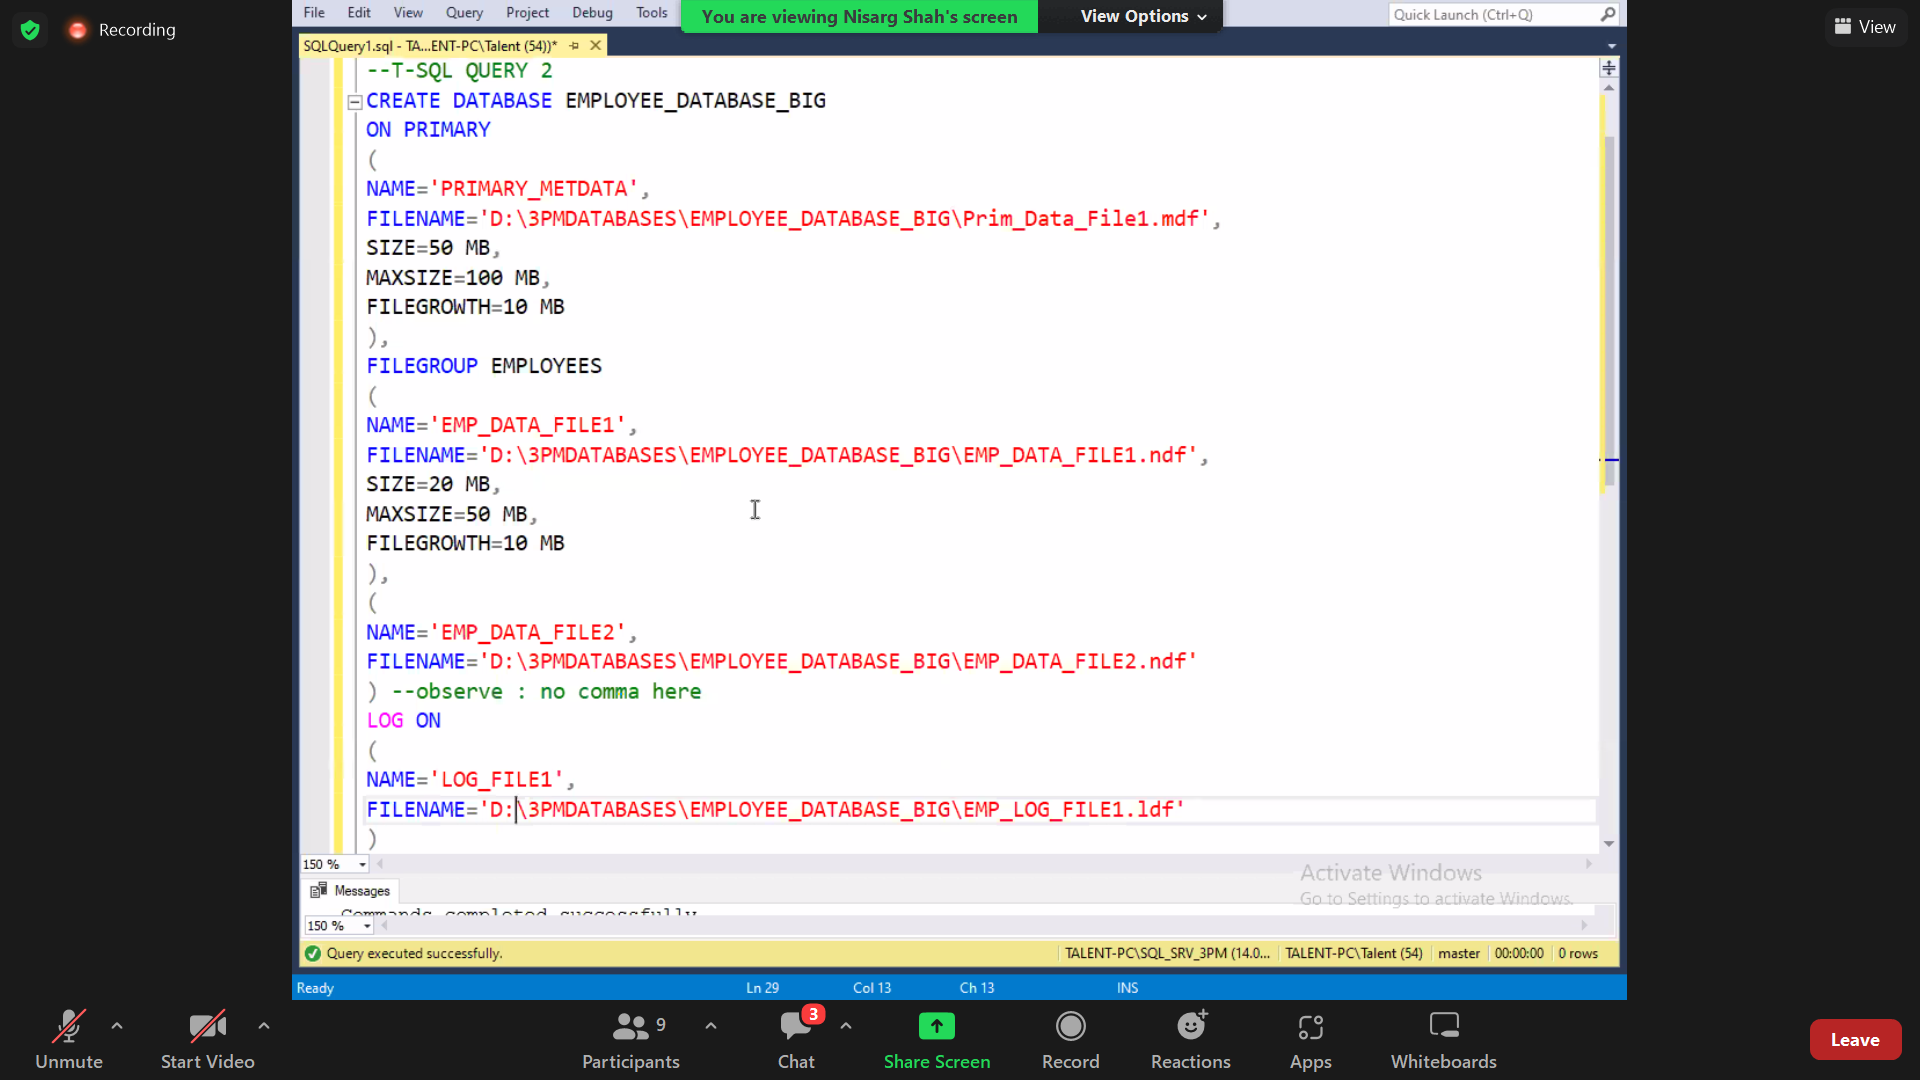 Recording
File Edit View Query Project Debug Tools
You are viewing Nisarg Shah's screen
View Options
Quick Launch (Ctrl+Q)
View
SQLQuery1.sql - TA...ENT-PC\Talent (54))*
--T-SQL QUERY 2
CREATE DATABASE EMPLOYEE_DATABASE_BIG
ON PRIMARY
(
NAME='PRIMARY_METDATA',
FILENAME='D:\3PMDATABASES\EMPLOYEE_DATABASE_BIG\Prim_Data_File1.mdf',
SIZE=50 MB,
MAXSIZE=100 MB,
FILEGROWTH=10 MB
),
FILEGROUP EMPLOYEES
(
NAME='EMP_DATA_FILE1',
FILENAME='D:\3PMDATABASES\EMPLOYEE_DATABASE_BIG\EMP_DATA_FILE1.ndf',
SIZE=20 MB,
MAXSIZE=50 MB,
FILEGROWTH=10 MB
),
(
NAME='EMP_DATA_FILE2',
FILENAME='D:\3PMDATABASES\EMPLOYEE_DATABASE_BIG\EMP_DATA_FILE2.ndf'
) --observe : no comma here
LOG ON
(
NAME='LOG_FILE1',
FILENAME='D:\3PMDATABASES\EMPLOYEE_DATABASE_BIG\EMP_LOG_FILE1.ldf'
)
150 %
Activate Windows
Go to Settings to activate Windows.
Messages
Commands completed successfully.
150 %
Query executed successfully.
TALENT-PC\SQL_SRV_3PM (14.0... TALENT-PC\Talent (54) master 00:00:00 0 rows
Ready Ln 29 Col 13 Ch 13 INS
9
3
Unmute
Start Video
Participants
Chat
Share Screen
Record
Reactions
Apps
Whiteboards
Leave